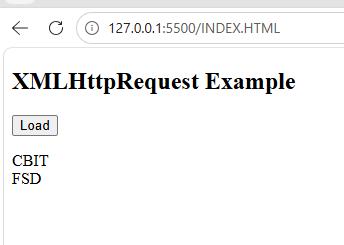 127.0.0.1:5500/INDEX.HTML
XMLHttpRequest Example
Load
CBIT
FSD